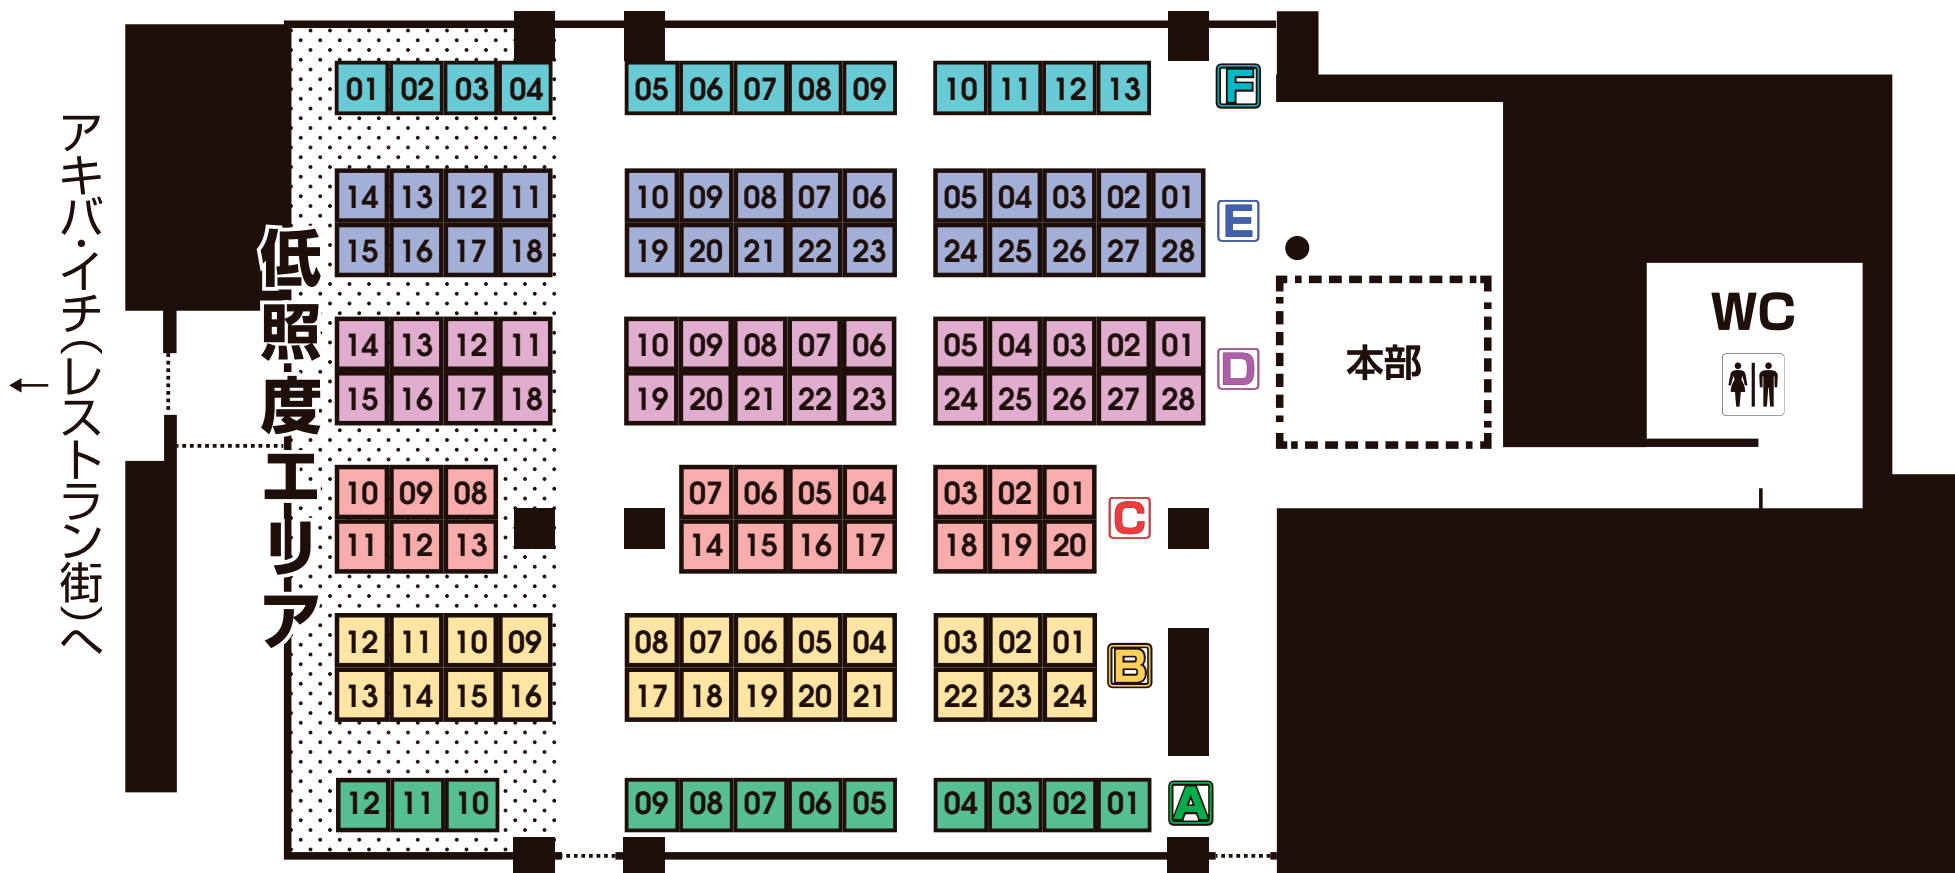 01 02 03 04 05 06 07 08 09 10 11 12 13 F
14 13 12 11 10 09 08 07 06 05 04 03 02 01
E
15 16 17 18 19 20 21 22 23 24 25 26 27 28
14 13 12 11 10 09 08 07 06 05 04 03 02 01
D
15 16 17 18 19 20 21 22 23 24 25 26 27 28
10 09 08 07 06 05 04 03 02 01
C
11 12 13 14 15 16 17 18 19 20
12 11 10 09 08 07 06 05 04 03 02 01
B
13 14 15 16 17 18 19 20 21 22 23 24
12 11 10 09 08 07 06 05 04 03 02 01 A
低照度エリア
アキバ・イチ(レストラン街)へ
←
本部
WC